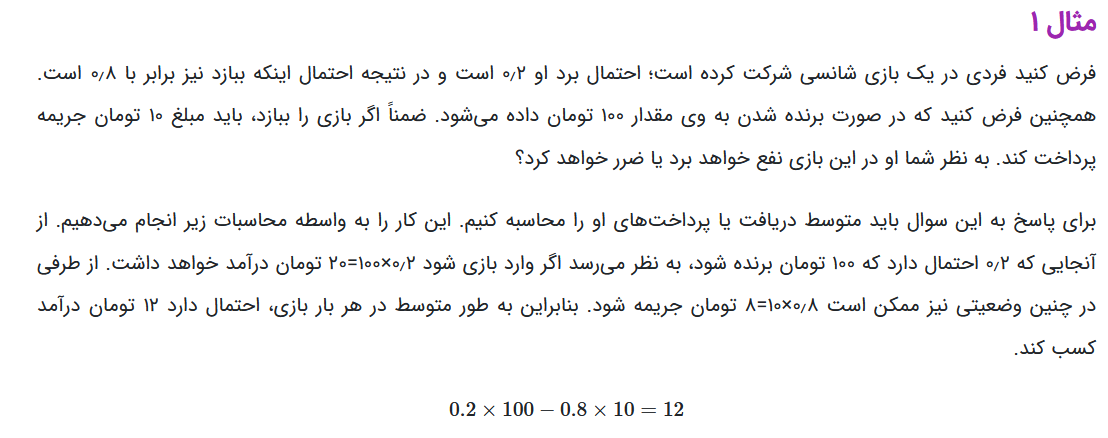 مثال ۱
فرض کنید فردی در یک بازی شانسی شرکت کرده است؛ احتمال برد او ۰٫۲ است و در نتیجه احتمال اینکه ببازد نیز برابر با ۰٫۸ است.
همچنین فرض کنید که در صورت برنده شدن به وی مقدار ۱۰۰ تومان داده می‌شود. ضمناً اگر بازی را ببازد، باید مبلغ ۱۰ تومان جریمه
پرداخت کند. به نظر شما او در این بازی نفع خواهد برد یا ضرر خواهد کرد؟
برای پاسخ به این سوال باید متوسط دریافت یا پرداخت‌های او را محاسبه کنیم. این کار را به واسطه محاسبات زیر انجام می‌دهیم. از
آنجایی که ۰٫۲ احتمال دارد که ۱۰۰ تومان برنده شود، به نظر می‌رسد اگر وارد بازی شود ۰٫۲×۱۰۰=۲۰ تومان درآمد خواهد داشت. از طرفی
در چنین وضعیتی نیز ممکن است ۰٫۸×۱۰=۸ تومان جریمه شود. بنابراین به طور متوسط در هر بار بازی، احتمال دارد ۱۲ تومان درآمد
کسب کند.
0.2 × 100 − 0.8 × 10 = 12